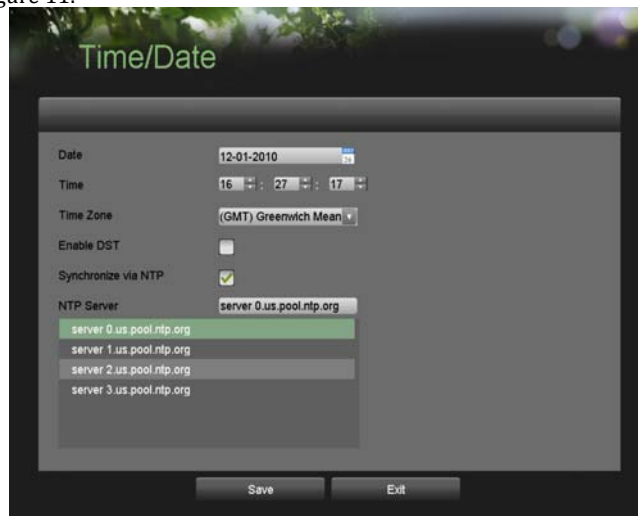 gure 11.
Time/Date
Date 12-01-2010
Time 16 : 27 : 17
Time Zone (GMT) Greenwich Mean
Enable DST
Synchronize via NTP
NTP Server server 0.us.pool.ntp.org
server 0.us.pool.ntp.org
server 1.us.pool.ntp.org
server 2.us.pool.ntp.org
server 3.us.pool.ntp.org
Save Exit